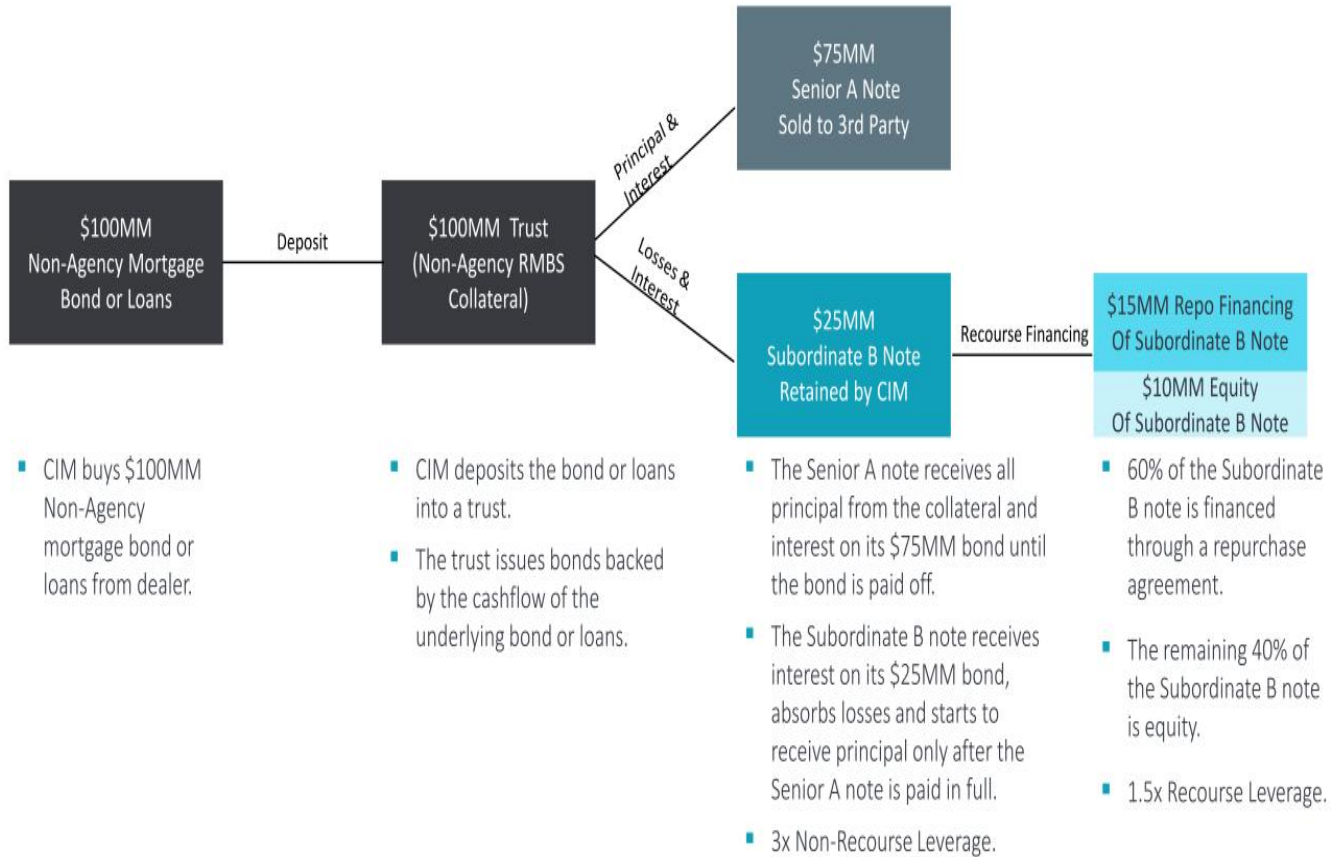 $100MM
Non-Agency Mortgage
Bond or Loans
Deposit
$100MM Trust
(Non-Agency RMBS
Collateral)
Principal &
Interest
Losses &
Interest
$75MM
Senior A Note
Sold to 3rd Party
$25MM
Subordinate B Note
Retained by CIM
Recourse Financing
$15MM Repo Financing
Of Subordinate B Note
$10MM Equity
Of Subordinate B Note
▪ CIM buys $100MM
Non-Agency
mortgage bond or
loans from dealer.
▪ CIM deposits the bond or loans
into a trust.
▪ The trust issues bonds backed
by the cashflow of the
underlying bond or loans.
▪ The Senior A note receives all
principal from the collateral and
interest on its $75MM bond until
the bond is paid off.
▪ The Subordinate B note receives
interest on its $25MM bond,
absorbs losses and starts to
receive principal only after the
Senior A note is paid in full.
▪ 3x Non-Recourse Leverage.
▪ 60% of the Subordinate
B note is financed
through a repurchase
agreement.
▪ The remaining 40% of
the Subordinate B note
is equity.
▪ 1.5x Recourse Leverage.